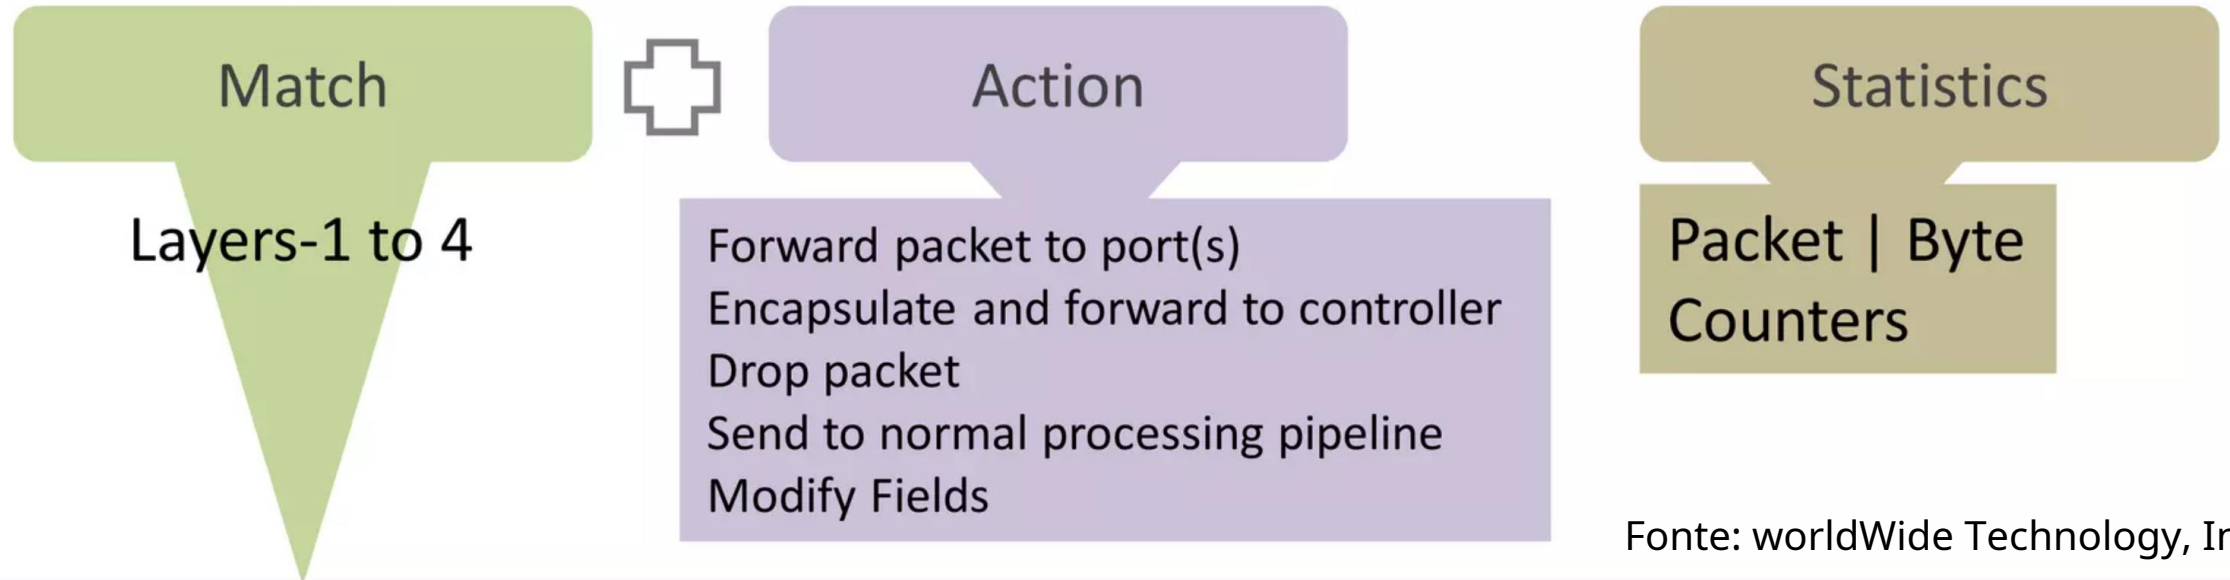 Match
Action
Statistics
Layers-1 to 4
Forward packet to port(s)
Encapsulate and forward to controller
Drop packet
Send to normal processing pipeline
Modify Fields
Packet | Byte
Counters
Fonte: worldWide Technology,